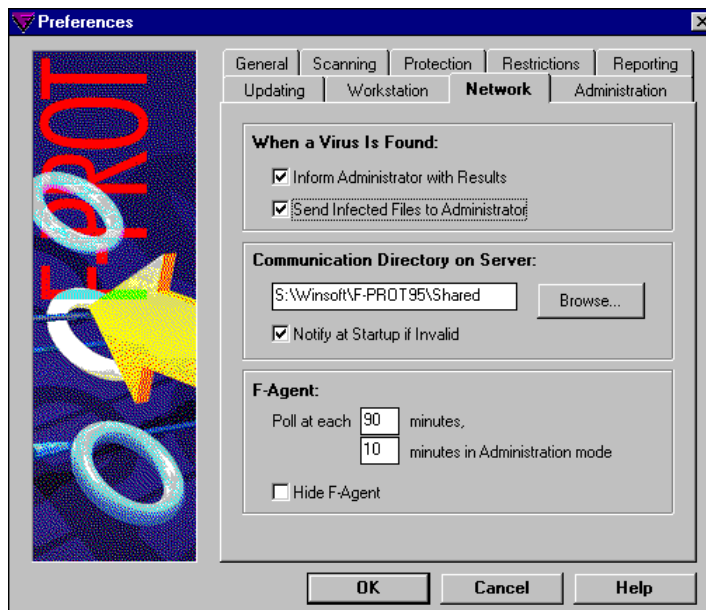 Preferences
F-PROT
General Scanning Protection Restrictions Reporting
Updating Workstation Network Administration
When a Virus Is Found:
Inform Administrator with Results
Send Infected Files to Administrator
Communication Directory on Server:
S:\Winsoft\F-PROT95\Shared
Browse...
Notify at Startup if Invalid
F-Agent:
Poll at each 90 minutes,
10 minutes in Administration mode
Hide F-Agent
OK Cancel Help